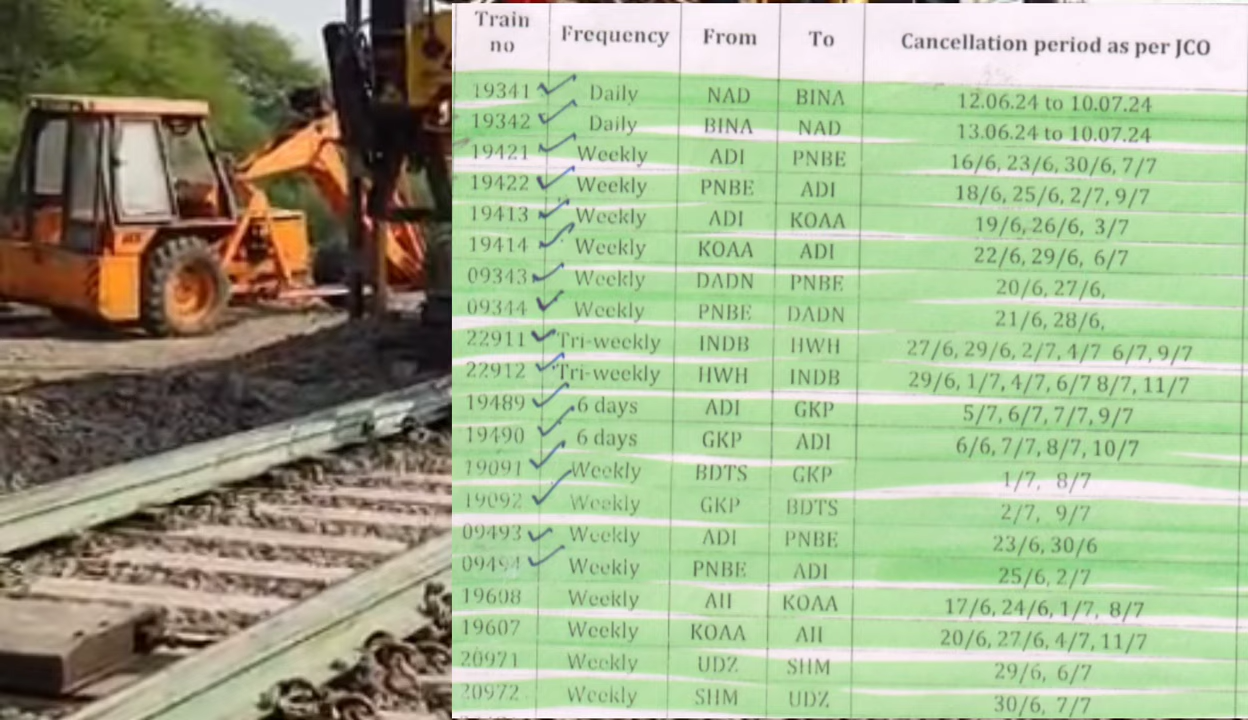 Train no Frequency From To Cancellation period as per JCO
19341 Daily NAD BINA 12.06.24 to 10.07.24
19342 Daily BINA NAD 13.06.24 to 10.07.24
19421 Weekly ADI PNBE 16/6, 23/6, 30/6, 7/7
19422 Weekly PNBE ADI 18/6, 25/6, 2/7, 9/7
19413 Weekly ADI KOAA 19/6, 26/6, 3/7
19414 Weekly KOAA ADI 22/6, 29/6, 6/7
09343 Weekly DADN PNBE 20/6, 27/6,
09344 Weekly PNBE DADN 21/6, 28/6,
22911 Tri-weekly INDB HWH 27/6, 29/6, 2/7, 4/7 6/7, 9/7
22912 Tri-weekly HWH INDB 29/6, 1/7, 4/7, 6/7 8/7, 11/7
19489 6 days ADI GKP 5/7, 6/7, 7/7, 9/7
19490 6 days GKP ADI 6/6, 7/7, 8/7, 10/7
19091 Weekly BDTS GKP 1/7, 8/7
19092 Weekly GKP BDTS 2/7, 9/7
09493 Weekly ADI PNBE 23/6, 30/6
09494 Weekly PNBE ADI 25/6, 2/7
19608 Weekly AII KOAA 17/6, 24/6, 1/7, 8/7
19607 Weekly KOAA AII 20/6, 27/6, 4/7, 11/7
20971 Weekly UDZ SHM 29/6, 6/7
20972 Weekly SHM UDZ 30/6, 7/7